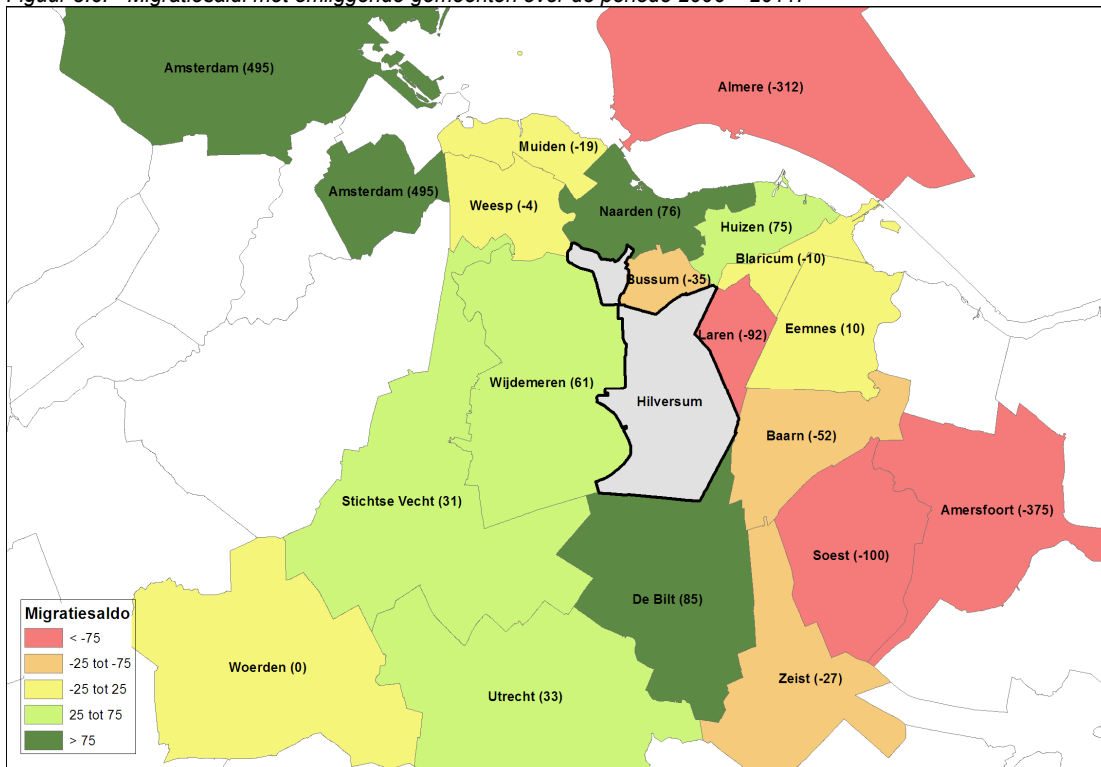 Amsterdam (495)
Almere (-312)
Muiden (-19)
Amsterdam (495)
Weesp (-4)
Naarden (76)
Huizen (75)
Blaricum (-10)
Bussum (-35)
Eemnes (10)
Laren (-92)
Wijdemeren (61)
Hilversum
Baarn (-52)
Stichtse Vecht (31)
Amersfoort (-375)
Soest (-100)
De Bilt (85)
Woerden (0)
Zeist (-27)
Utrecht (33)
Migratiesaldo
< -75
-25 tot -75
-25 tot 25
25 tot 75
> 75